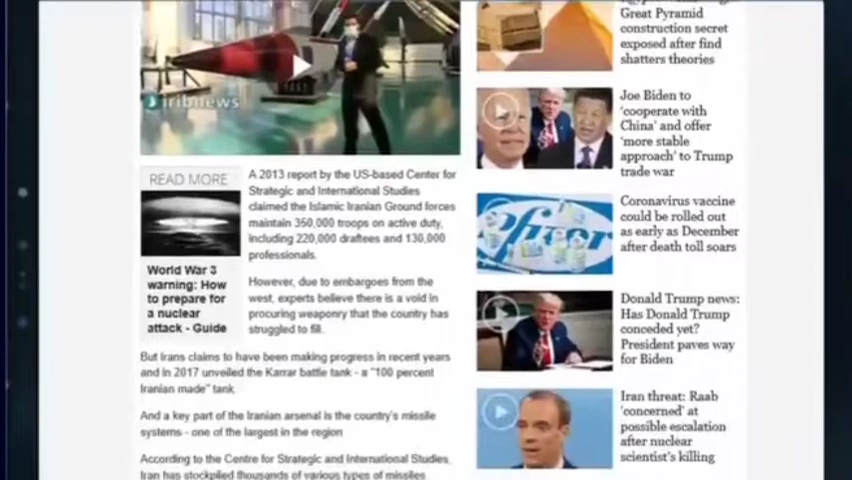 iribnews
READ MORE
World War 3
warning: How
to prepare for
a nuclear
attack - Guide
A 2013 report by the US-based Center for
Strategic and International Studies
claimed the Islamic Iranian Ground forces
maintain 350,000 troops on active duty,
including 220,000 draftees and 130,000
professionals.
However, due to embargoes from the
west, experts believe there is a void in
procuring weaponry that the country has
struggled to fill.
But Irans claims to have been making progress in recent years
and in 2017 unveiled the Karrar battle tank - a "100 percent
Iranian made" tank.
And a key part of the Iranian arsenal is the country's missile
systems - one of the largest in the region
According to the Centre for Strategic and International Studies,
Iran has stockpiled thousands of various types of missiles
Great Pyramid
construction secret
exposed after find
shatters theories
Joe Biden to
'cooperate with
China' and offer
'more stable
approach' to Trump
trade war
Pfizer
Coronavirus vaccine
could be rolled out
as early as December
after death toll soars
Donald Trump news:
Has Donald Trump
conceded yet?
President paves way
for Biden
Iran threat: Raab
'concerned' at
possible escalation
after nuclear
scientist's killing